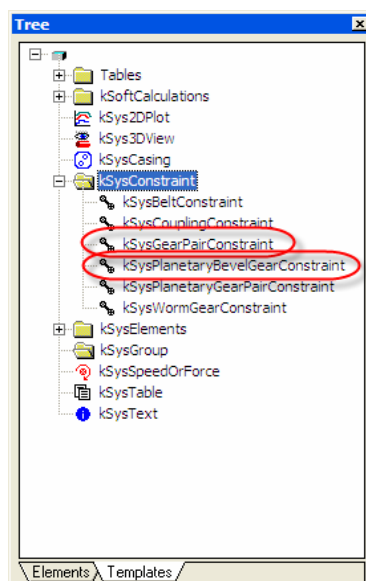 Tree
Tables
kSoftCalculations
kSys2DPlot
kSys3DView
kSysCasing
kSysConstraint
kSysBeltConstraint
kSysCouplingConstraint
kSysGearPairConstraint
kSysPlanetaryBevelGearConstraint
kSysPlanetaryGearPairConstraint
kSysWormGearConstraint
kSysElements
kSysGroup
kSysSpeedOrForce
kSysTable
kSysText
Elements Templates